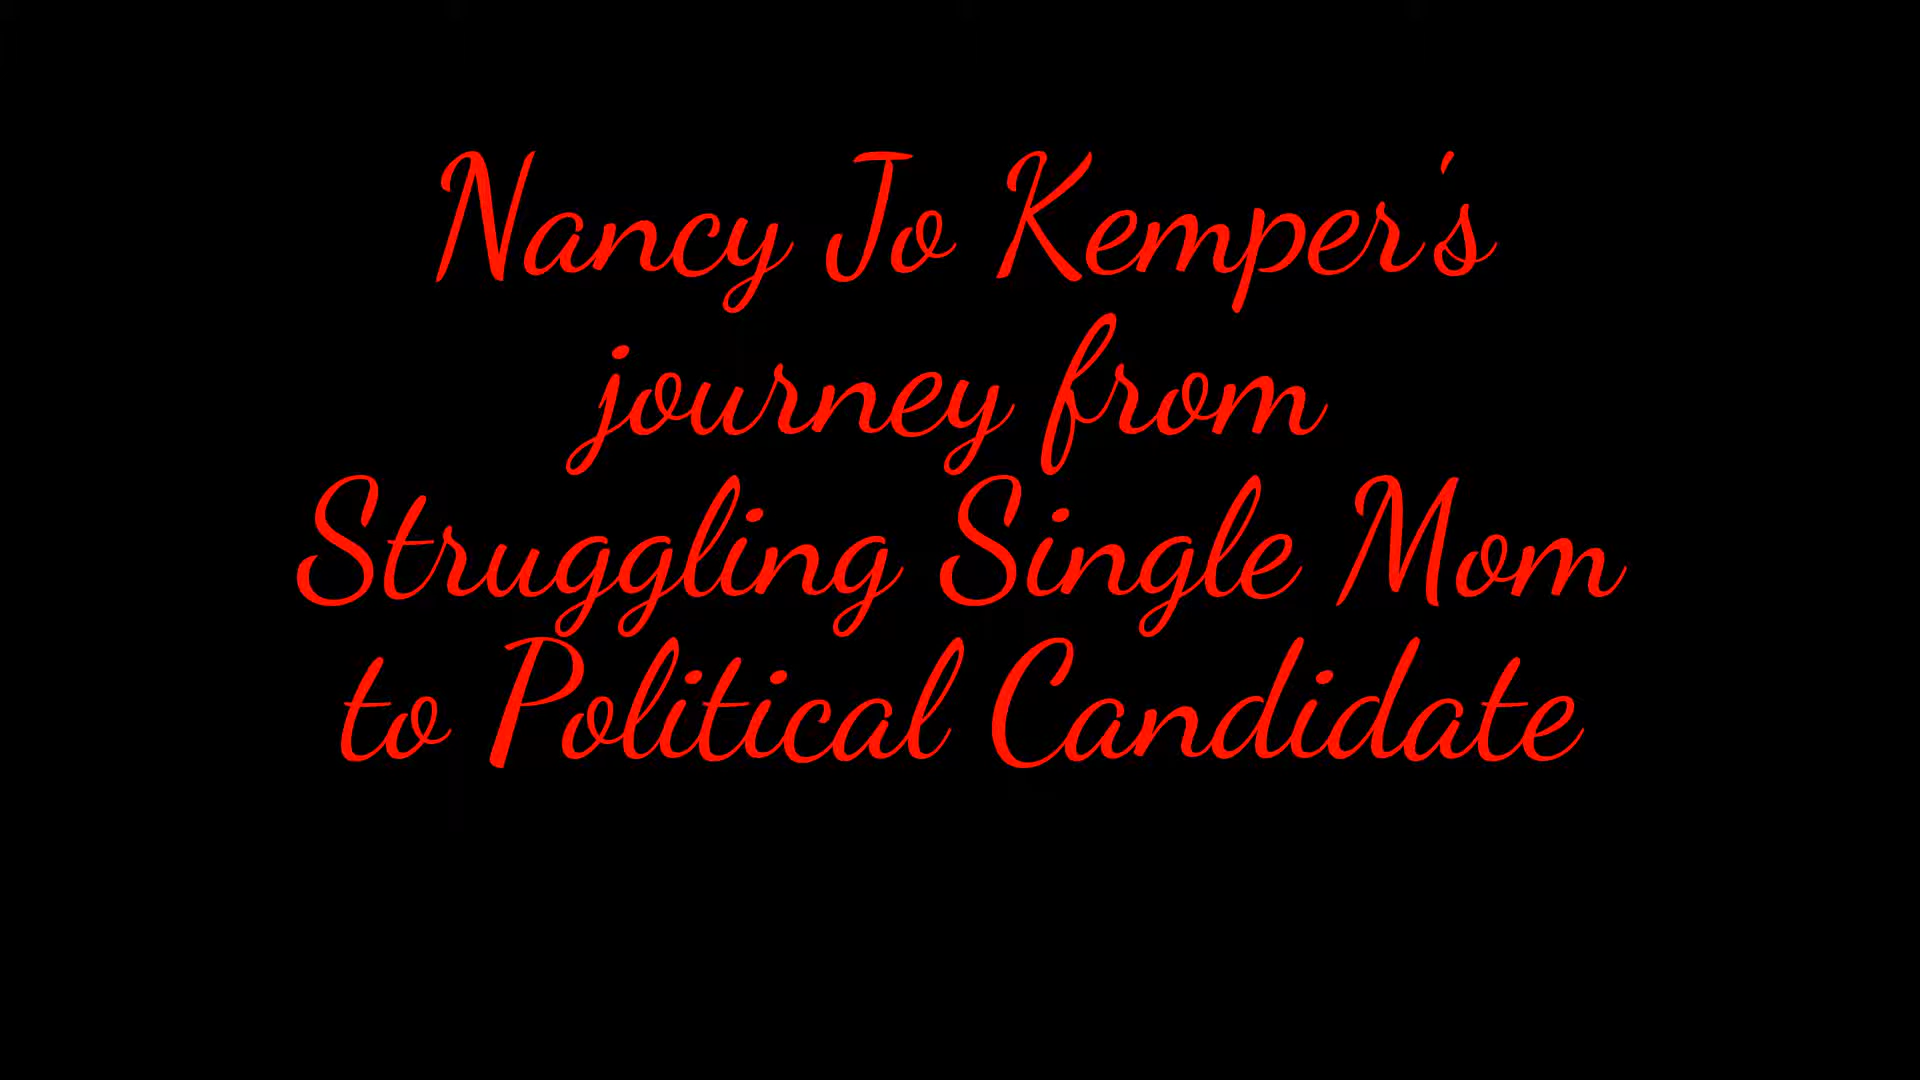 Nancy Jo Kemper's
journey from
Struggling Single Mom
to Political Candidate